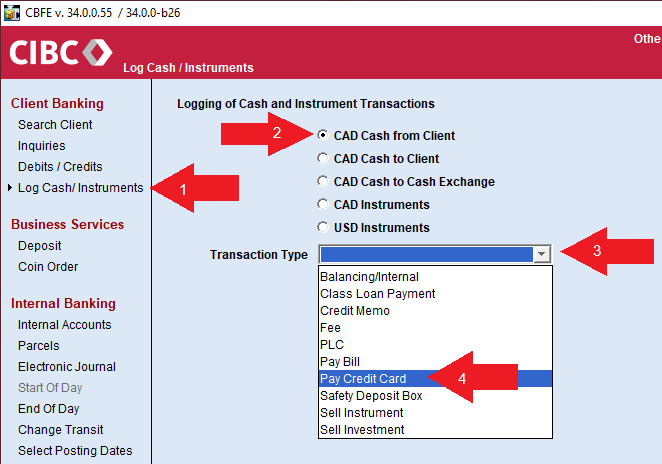 CBFE v. 34.0.0.55 / 34.0.0-b26
CIBC
Log Cash / Instruments
Othe
Client Banking
Search Client
Inquiries
Debits / Credits
Log Cash/ Instruments
Business Services
Deposit
Coin Order
Internal Banking
Internal Accounts
Parcels
Electronic Journal
Start Of Day
End Of Day
Change Transit
Select Posting Dates
1
Logging of Cash and Instrument Transactions
2
CAD Cash from Client
CAD Cash to Client
CAD Cash to Cash Exchange
CAD Instruments
USD Instruments
Transaction Type
3
Balancing/Internal
Class Loan Payment
Credit Memo
Fee
PLC
Pay Bill
Pay Credit Card
4
Safety Deposit Box
Sell Instrument
Sell Investment